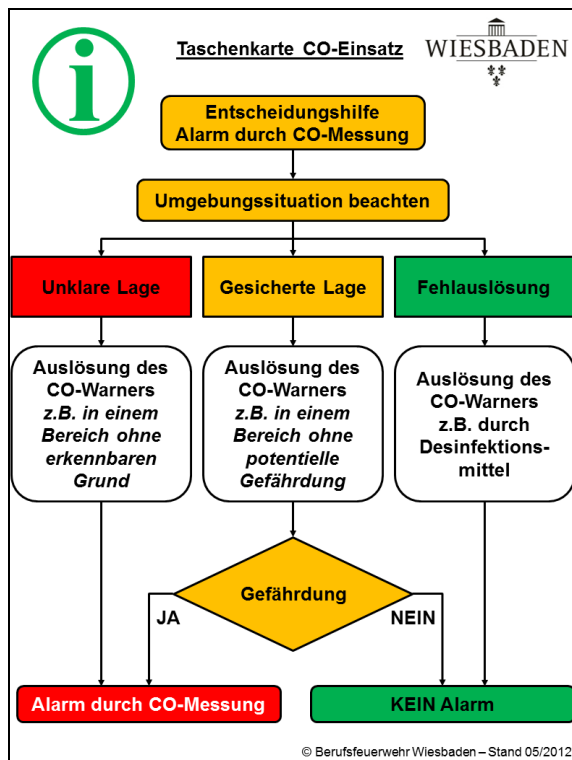 Taschenkarte CO-Einsatz
WIESBADEN
Entscheidungshilfe
Alarm durch CO-Messung
Umgebungssituation beachten
Unklare Lage
Gesicherte Lage
Fehlauslösung
Auslösung des
CO-Warners
z.B. in einem
Bereich ohne
erkennbaren
Grund
Auslösung des
CO-Warners
z.B. in einem
Bereich ohne
potentielle
Gefährdung
Auslösung des
CO-Warners
z.B. durch
Desinfektions-
mittel
Gefährdung
JA
NEIN
Alarm durch CO-Messung
KEIN Alarm
© Berufsfeuerwehr Wiesbaden – Stand 05/2012